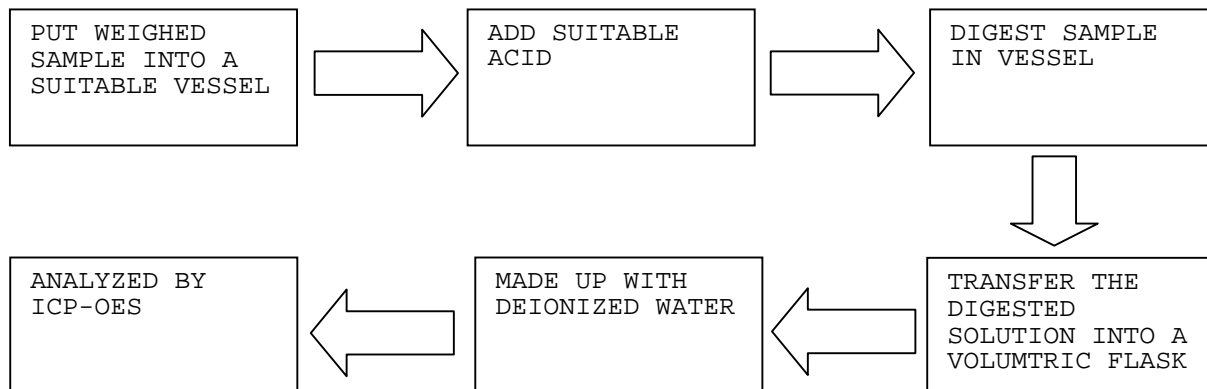 PUT WEIGHED
SAMPLE INTO A
SUITABLE VESSEL
ADD SUITABLE
ACID
DIGEST SAMPLE
IN VESSEL
TRANSFER THE
DIGESTED
SOLUTION INTO A
VOLUMTRIC FLASK
MADE UP WITH
DEIONIZED WATER
ANALYZED BY
ICP-OES